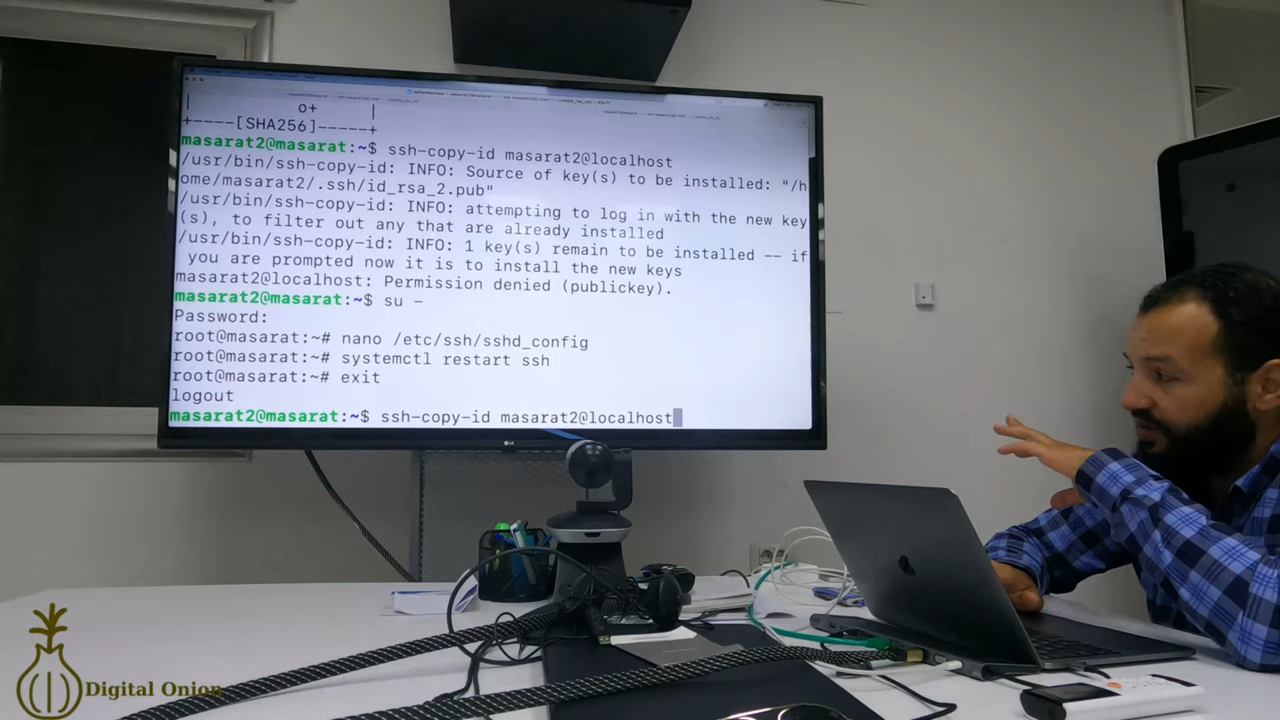 | o+ |
+----[SHA256]-----+
masarat2@masarat:~$ ssh-copy-id masarat2@localhost
/usr/bin/ssh-copy-id: INFO: Source of key(s) to be installed: "/h
ome/masarat2/.ssh/id_rsa_2.pub"
/usr/bin/ssh-copy-id: INFO: attempting to log in with the new key
(s), to filter out any that are already installed
/usr/bin/ssh-copy-id: INFO: 1 key(s) remain to be installed -- if
you are prompted now it is to install the new keys
masarat2@localhost: Permission denied (publickey).
masarat2@masarat:~$ su -
Password:
root@masarat:~# nano /etc/ssh/sshd_config
root@masarat:~# systemctl restart ssh
root@masarat:~# exit
logout
masarat2@masarat:~$ ssh-copy-id masarat2@localhost
LG
Digital Onion